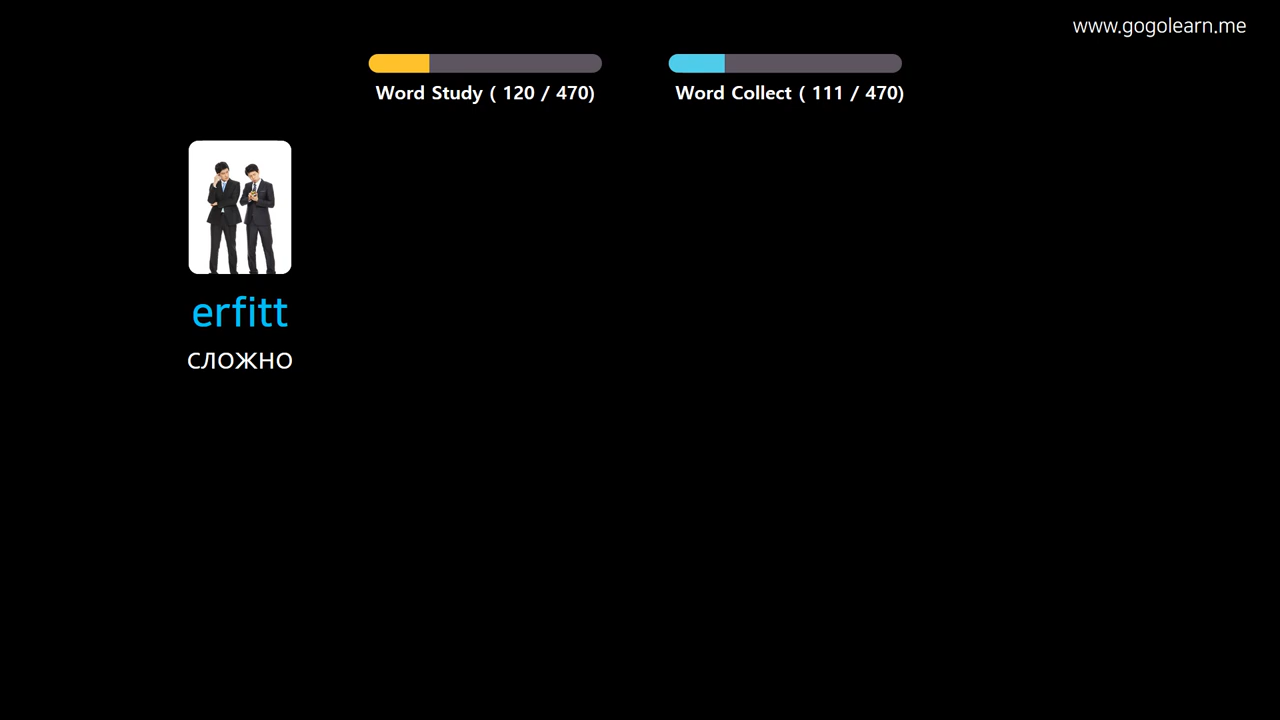 www.gogolearn.me
Word Study ( 120 / 470)
Word Collect ( 111 / 470)
erfitt
сложно